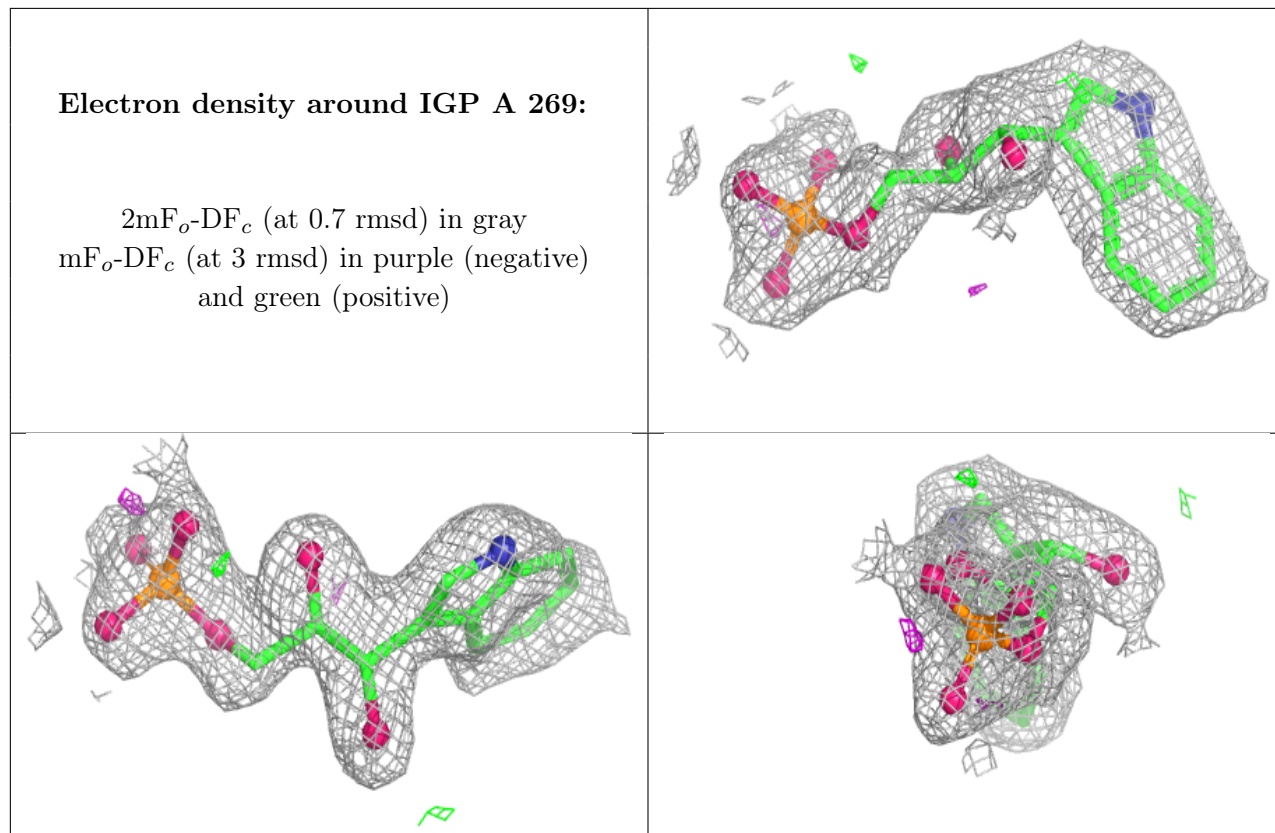 Electron density around IGP A 269:
2mFo-DFc (at 0.7 rmsd) in gray
mFo-DFc (at 3 rmsd) in purple (negative)
and green (positive)